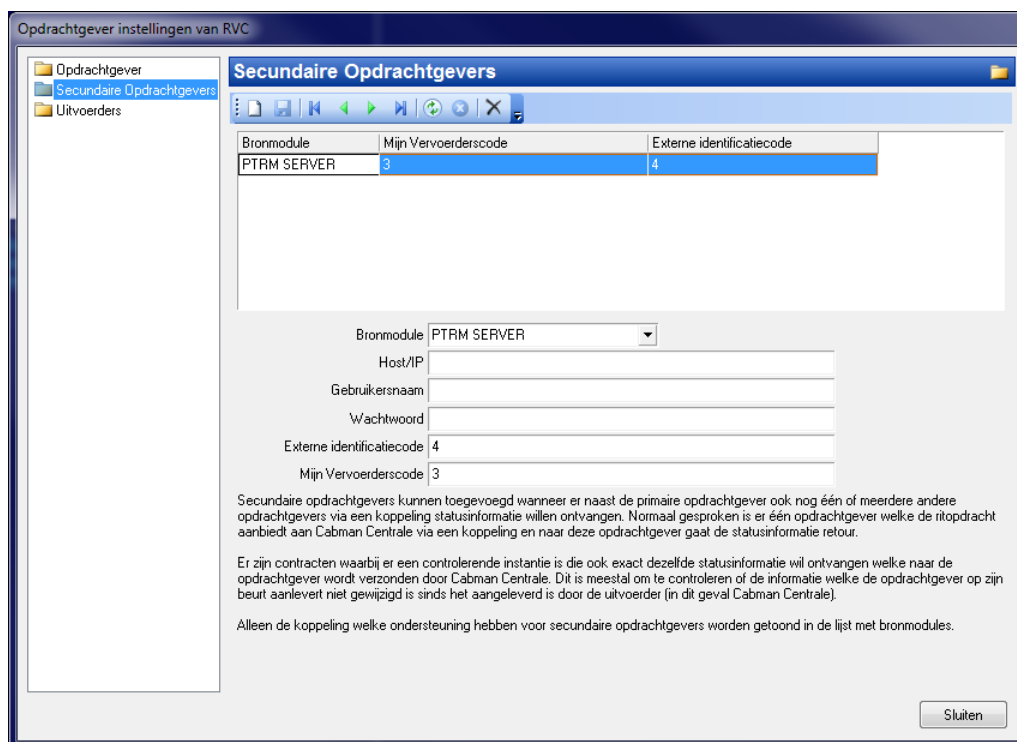 Opdrachtgever instellingen van RVC
Opdrachtgever
Secundaire Opdrachtgevers
Uitvoerders
Secundaire Opdrachtgevers
Bronmodule Mijn Vervoerderscode Externe identificatiecode
PTRM SERVER 3 4
Bronmodule PTRM SERVER
Host/IP
Gebruikersnaam
Wachtwoord
Externe identificatiecode 4
Mijn Vervoerderscode 3
Secundaire opdrachtgevers kunnen toegevoegd wanneer er naast de primaire opdrachtgever ook nog één of meerdere andere
opdrachtgevers via een koppeling statusinformatie willen ontvangen. Normaal gesproken is er één opdrachtgever welke de ritopdracht
aanbiedt aan Cabman Centrale via een koppeling en naar deze opdrachtgever gaat de statusinformatie retour.
Er zijn contracten waarbij er een controlerende instantie is die ook exact dezelfde statusinformatie wil ontvangen welke naar de
opdrachtgever wordt verzonden door Cabman Centrale. Dit is meestal om te controleren of de informatie welke de opdrachtgever op zijn
beurt aanlevert niet gewijzigd is sinds het aangeleverd is door de uitvoerder (in dit geval Cabman Centrale).
Alleen de koppeling welke ondersteuning hebben voor secundaire opdrachtgevers worden getoond in de lijst met bronmodules.
Sluiten